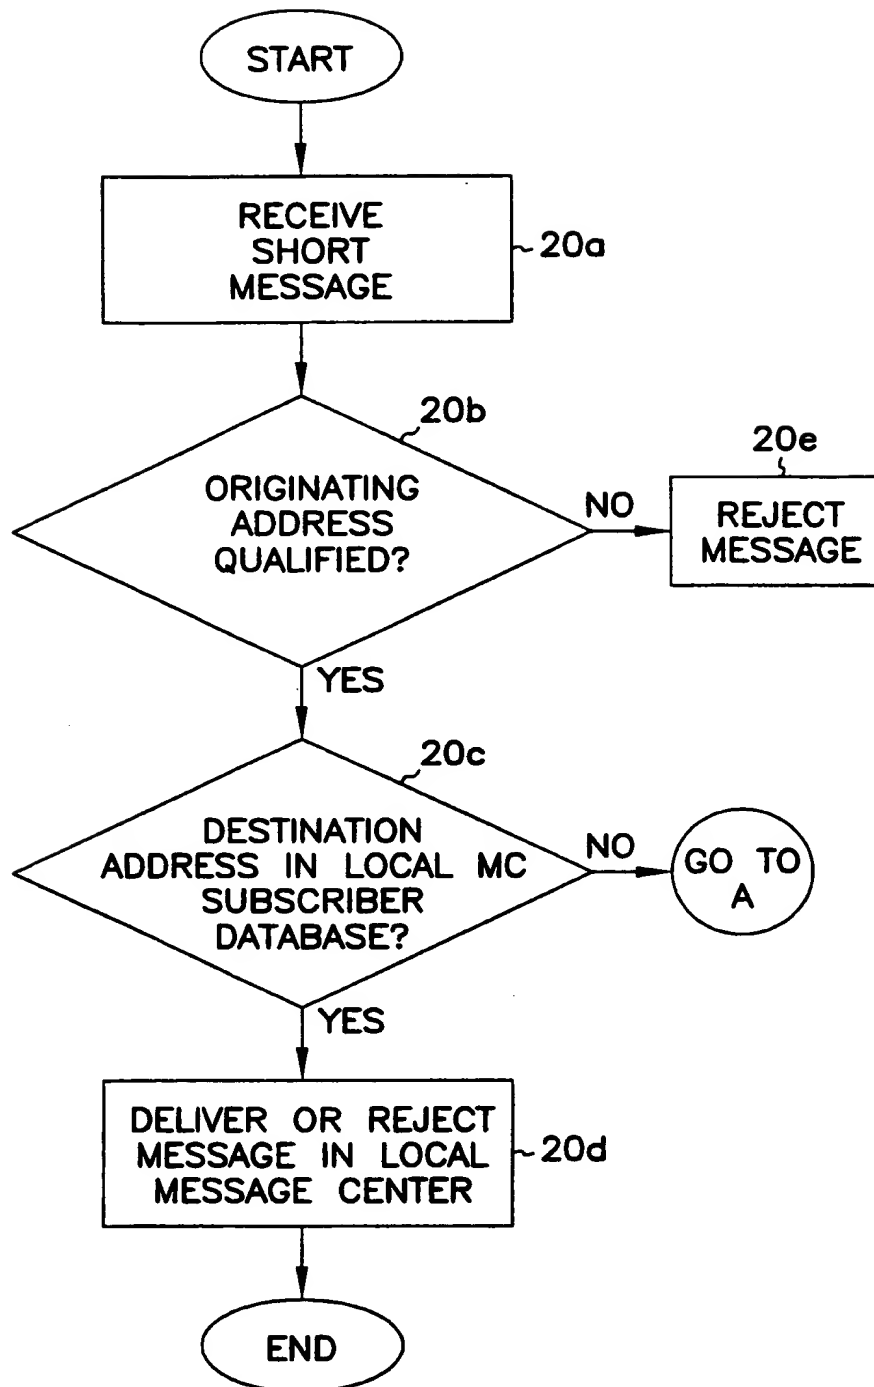 START
RECEIVE
SHORT
MESSAGE
20a
20b
ORIGINATING
ADDRESS
QUALIFIED?
NO
20e
REJECT
MESSAGE
YES
20c
DESTINATION
ADDRESS IN LOCAL MC
SUBSCRIBER
DATABASE?
NO
GO TO
A
YES
DELIVER OR REJECT
MESSAGE IN LOCAL
MESSAGE CENTER
20d
END